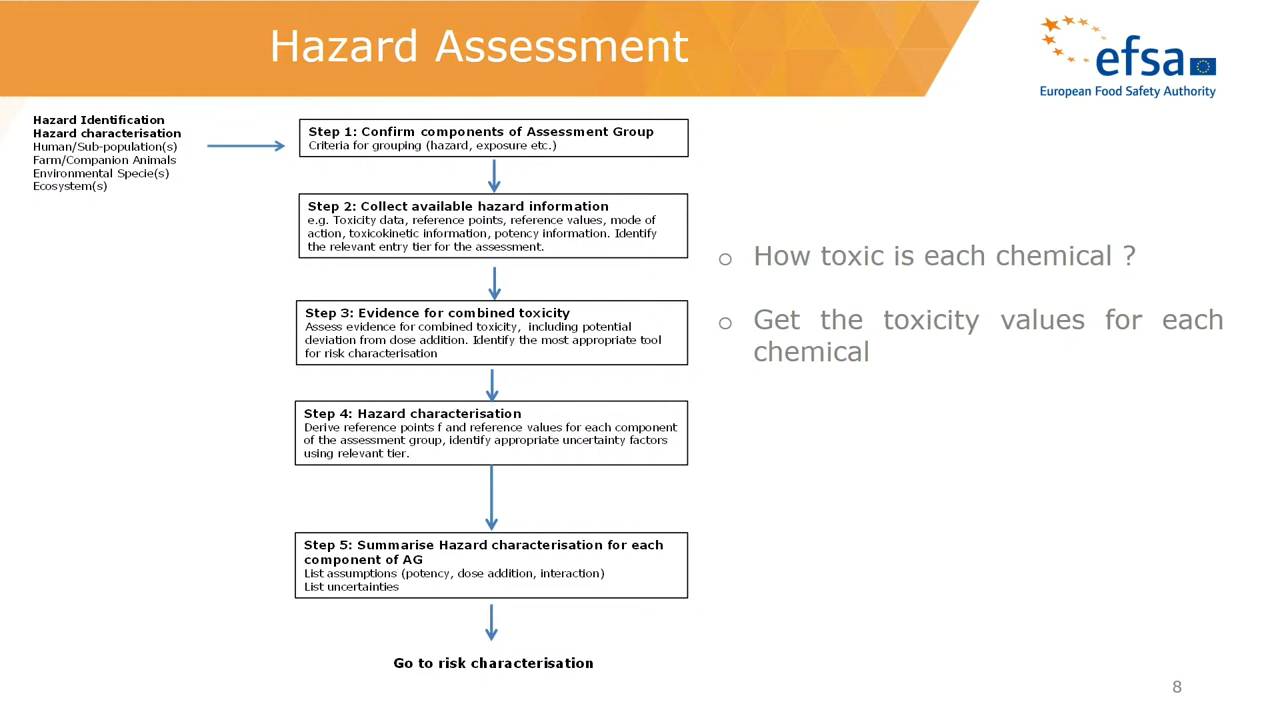 Hazard Assessment
efsa
European Food Safety Authority
Hazard Identification
Hazard characterisation
Human/Sub-population(s)
Farm/Companion Animals
Environmental Specie(s)
Ecosystem(s)
Step 1: Confirm components of Assessment Group
Criteria for grouping (hazard, exposure etc.)
Step 2: Collect available hazard information
e.g. Toxicity data, reference points, reference values, mode of
action, toxicokinetic information, potency information. Identify
the relevant entry tier for the assessment.
Step 3: Evidence for combined toxicity
Assess evidence for combined toxicity, including potential
deviation from dose addition. Identify the most appropriate tool
for risk characterisation
Step 4: Hazard characterisation
Derive reference points f and reference values for each component
of the assessment group, identify appropriate uncertainty factors
using relevant tier.
Step 5: Summarise Hazard characterisation for each
component of AG
List assumptions (potency, dose addition, interaction)
List uncertainties
Go to risk characterisation
o How toxic is each chemical ?
o Get the toxicity values for each
chemical
8